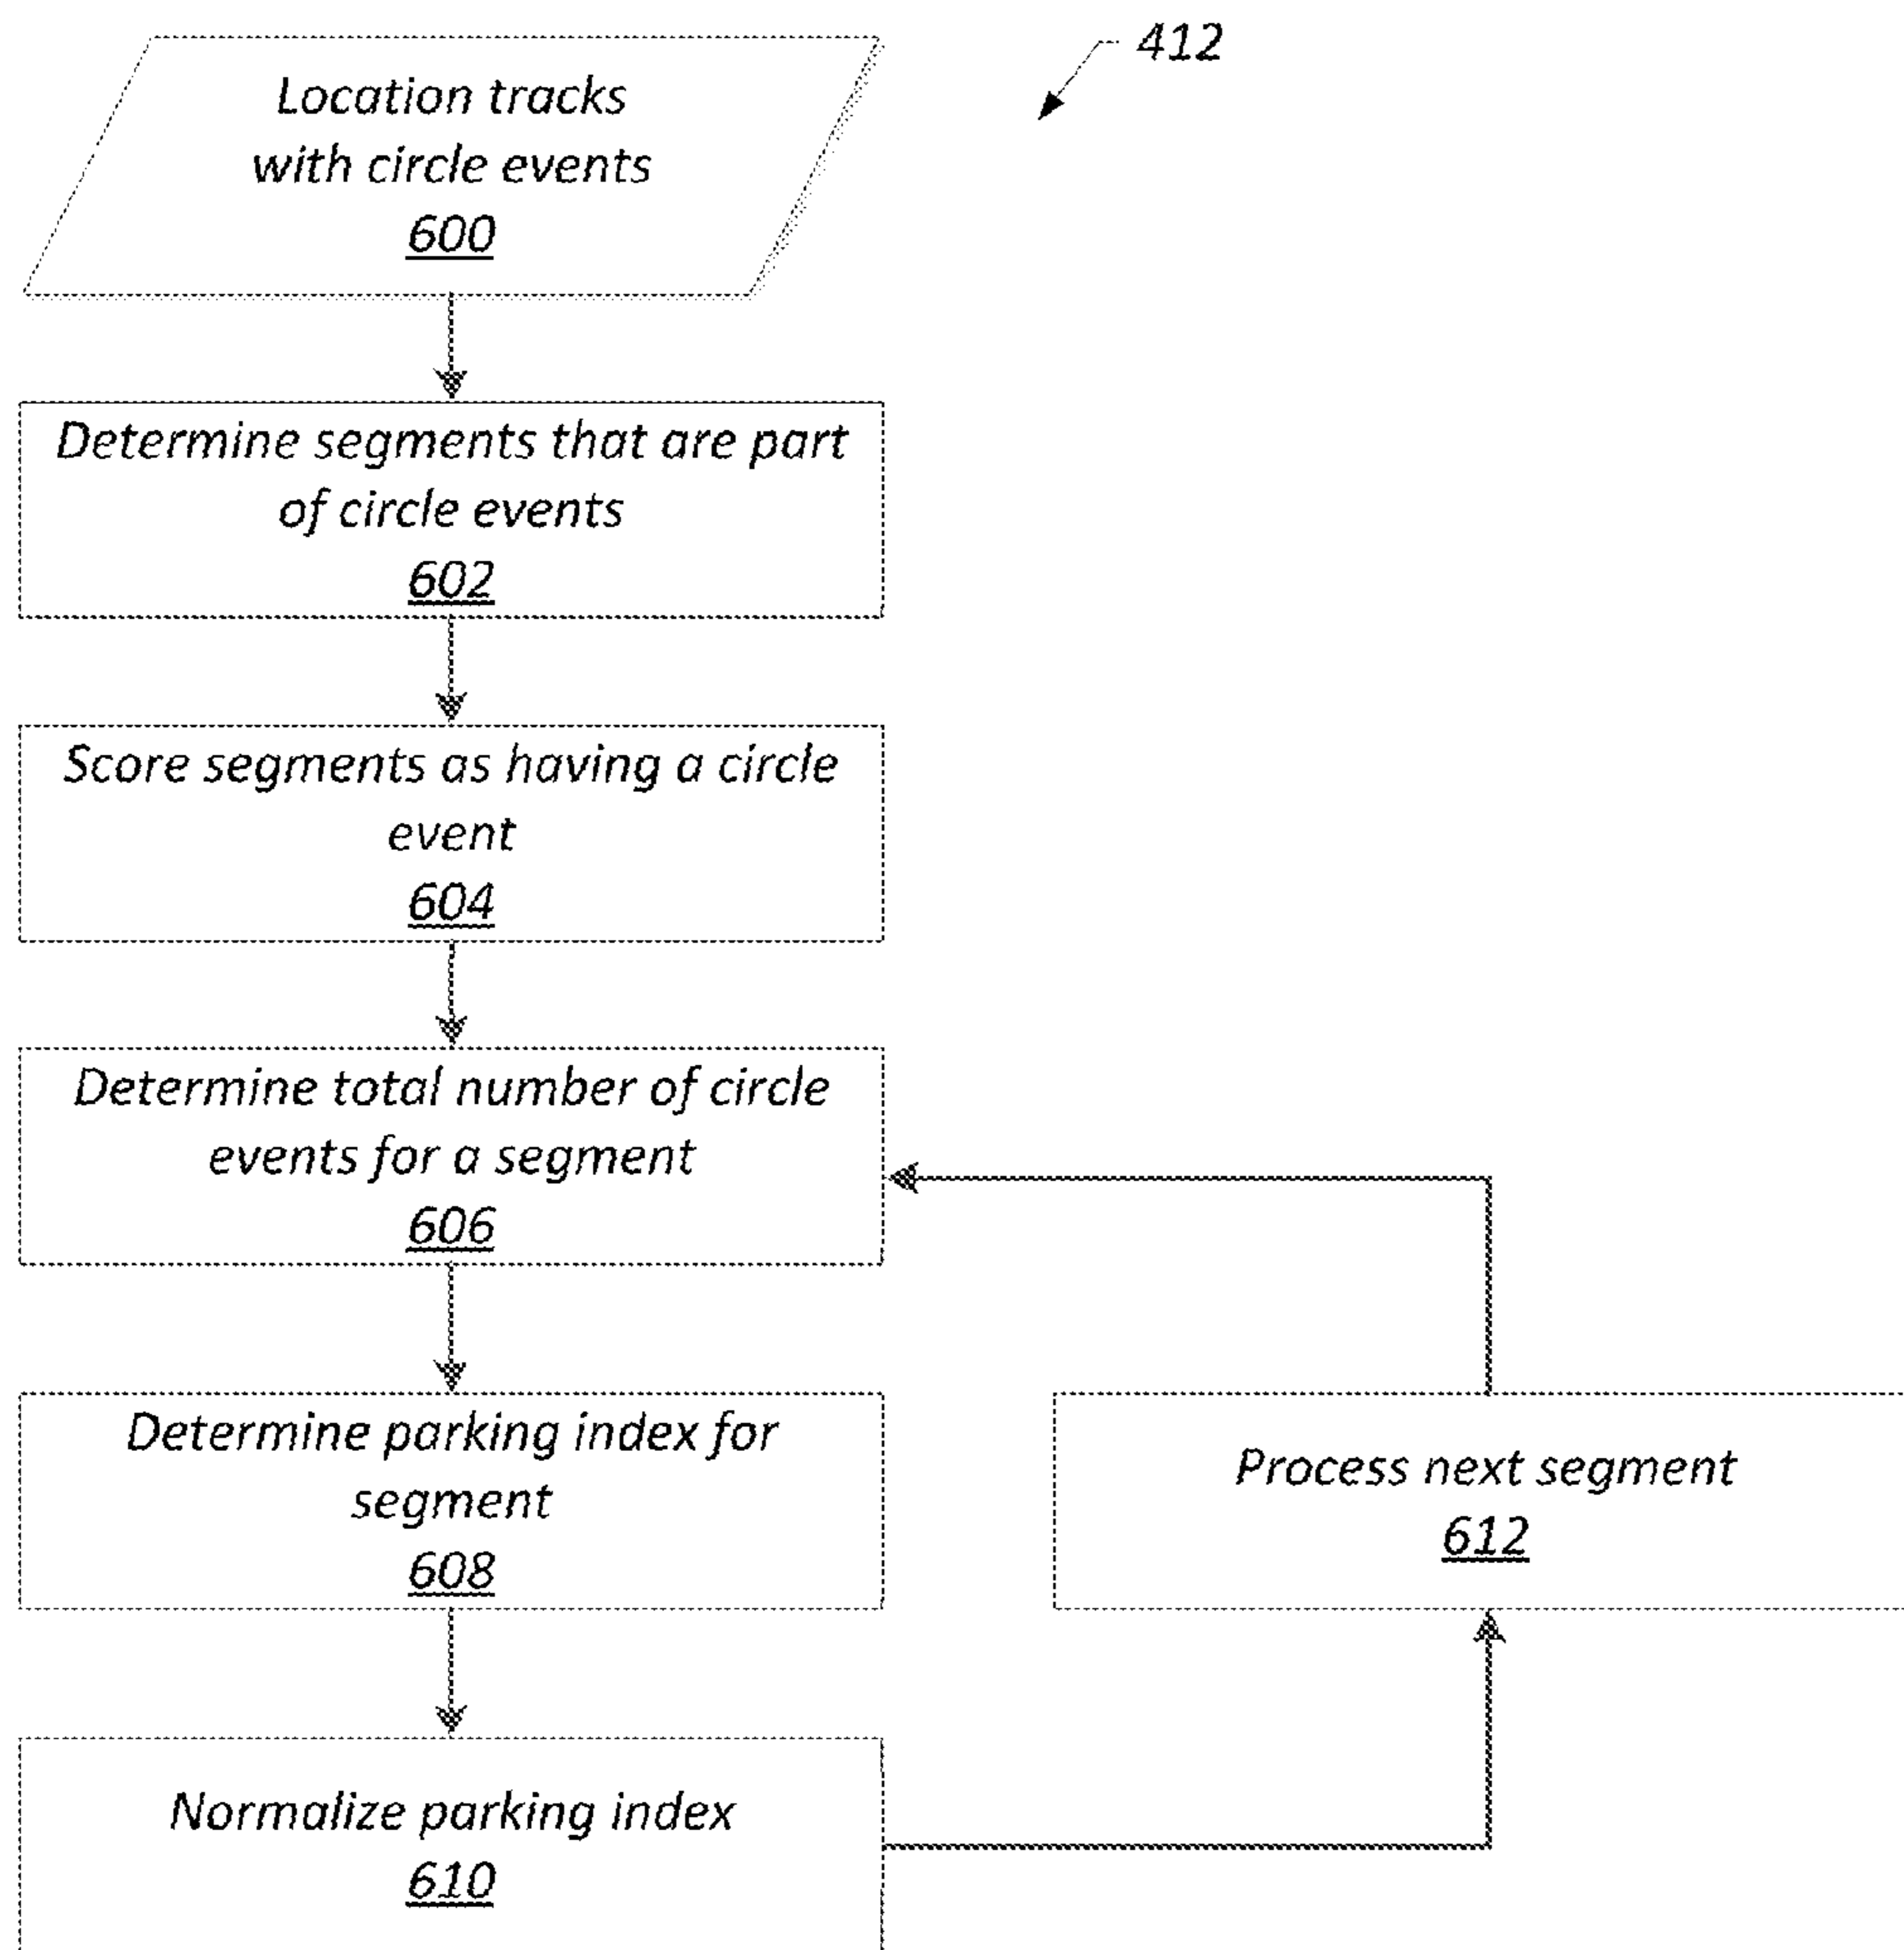 412
Location tracks
with circle events
600
Determine segments that are part
of circle events
602
Score segments as having a circle
event
604
Determine total number of circle
events for a segment
606
Determine parking index for
segment
608
Process next segment
612
Normalize parking index
610